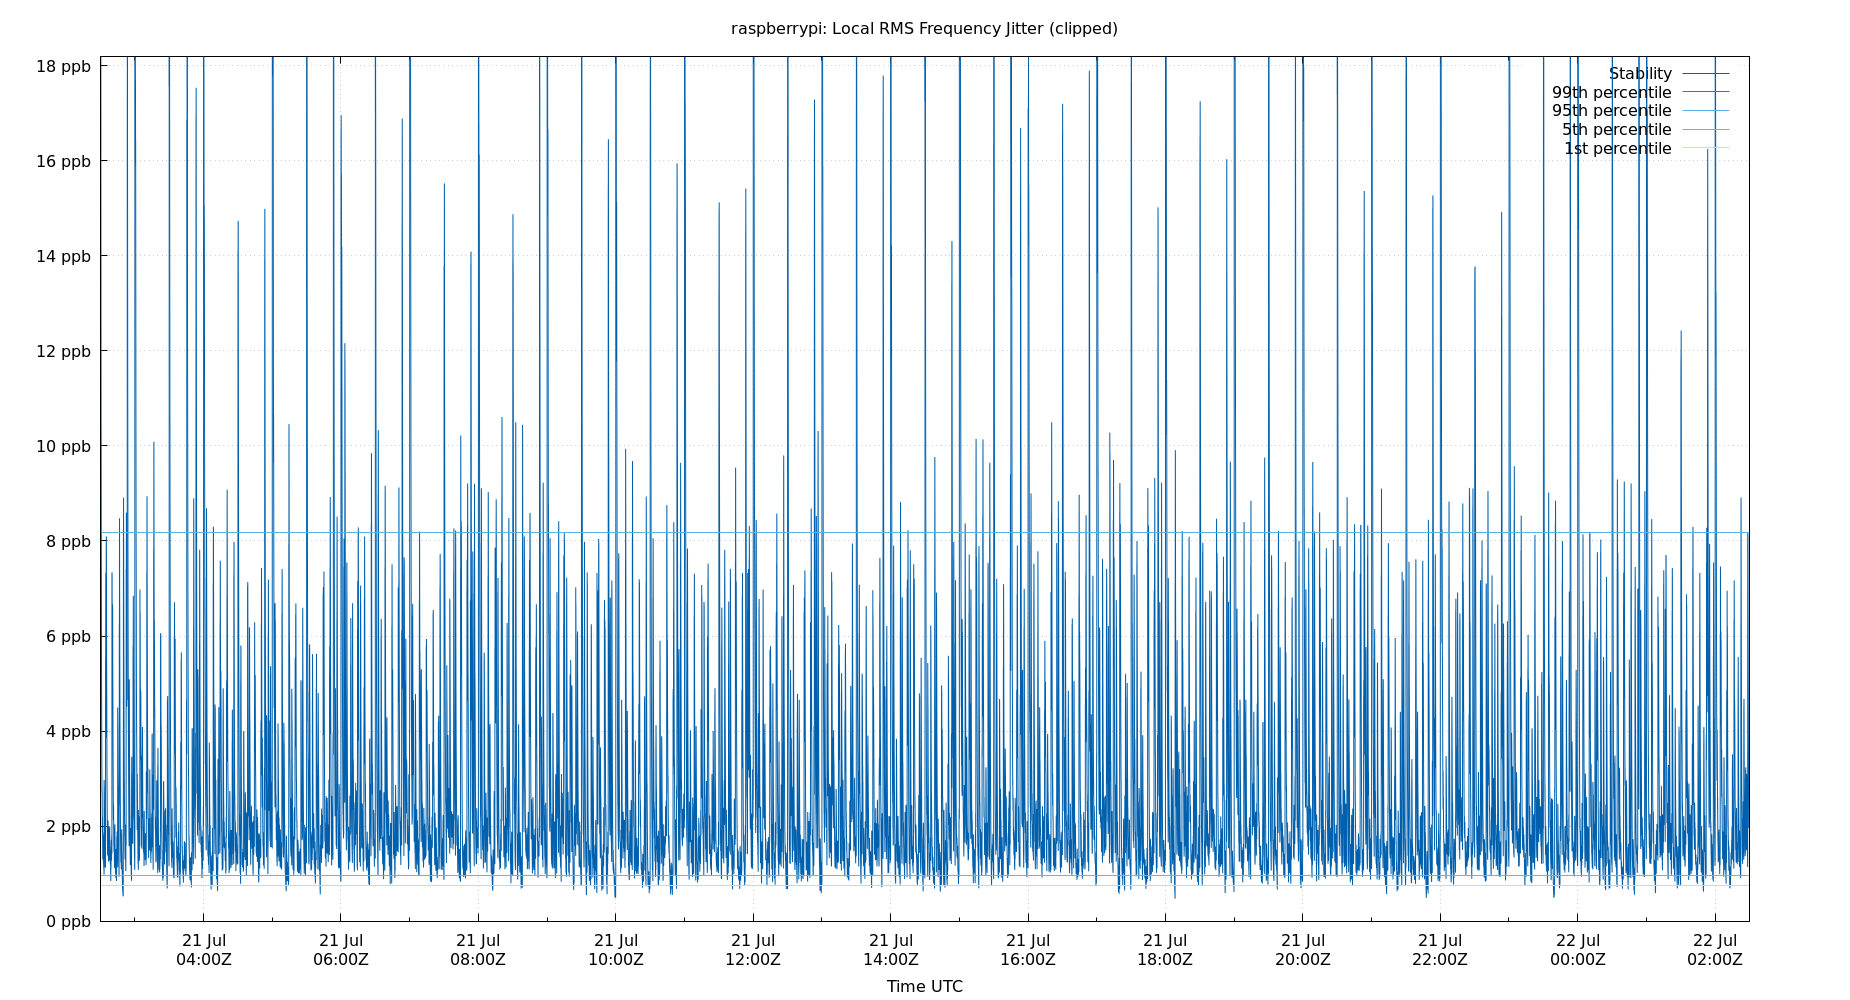 raspberrypi: Local RMS Frequency Jitter (clipped)
18 ppb
16 ppb
14 ppb
12 ppb
10 ppb
8 ppb
6 ppb
4 ppb
2 ppb
0 ppb
Stability
99th percentile
95th percentile
5th percentile
1st percentile
21 Jul 21 Jul 21 Jul 21 Jul 21 Jul 21 Jul 21 Jul 21 Jul 21 Jul 21 Jul 22 Jul 22 Jul
04:00Z 06:00Z 08:00Z 10:00Z 12:00Z 14:00Z 16:00Z 18:00Z 20:00Z 22:00Z 00:00Z 02:00Z
Time UTC